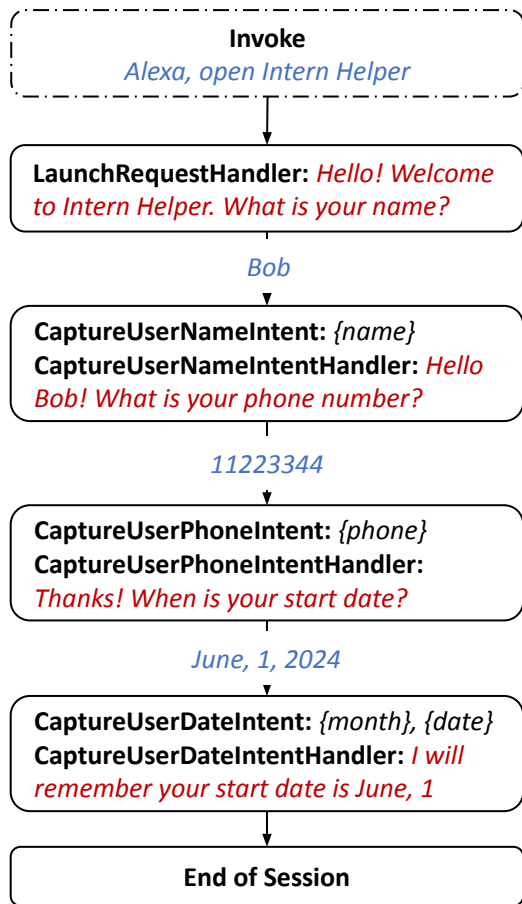 Invoke
Alexa, open Intern Helper
LaunchRequestHandler: Hello! Welcome
to Intern Helper. What is your name?
Bob
CaptureUserNameIntent: {name}
CaptureUserNameIntentHandler: Hello
Bob! What is your phone number?
11223344
CaptureUserPhoneIntent: {phone}
CaptureUserPhoneIntentHandler:
Thanks! When is your start date?
June, 1, 2024
CaptureUserDateIntent: {month}, {date}
CaptureUserDateIntentHandler: I will
remember your start date is June, 1
End of Session